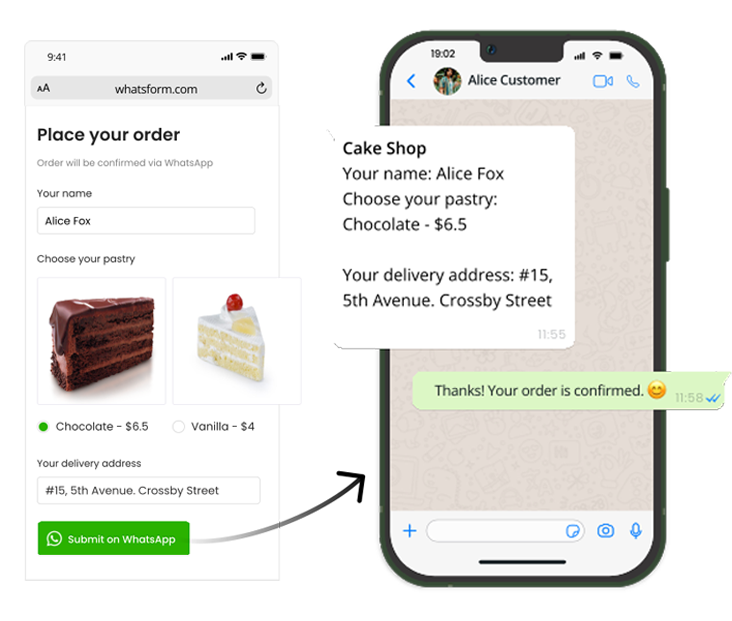 9:41
AA
whatsform.com
Place your order
Order will be confirmed via WhatsApp
Your name
Alice Fox
Choose your pastry
Chocolate - $6.5
Vanilla - $4
Your delivery address
#15, 5th Avenue. Crossby Street
Submit on WhatsApp
19:02
Alice Customer
Cake Shop
Your name: Alice Fox
Choose your pastry:
Chocolate - $6.5
Your delivery address: #15,
5th Avenue. Crossby Street
11:55
Thanks! Your order is confirmed. 😊
11:58